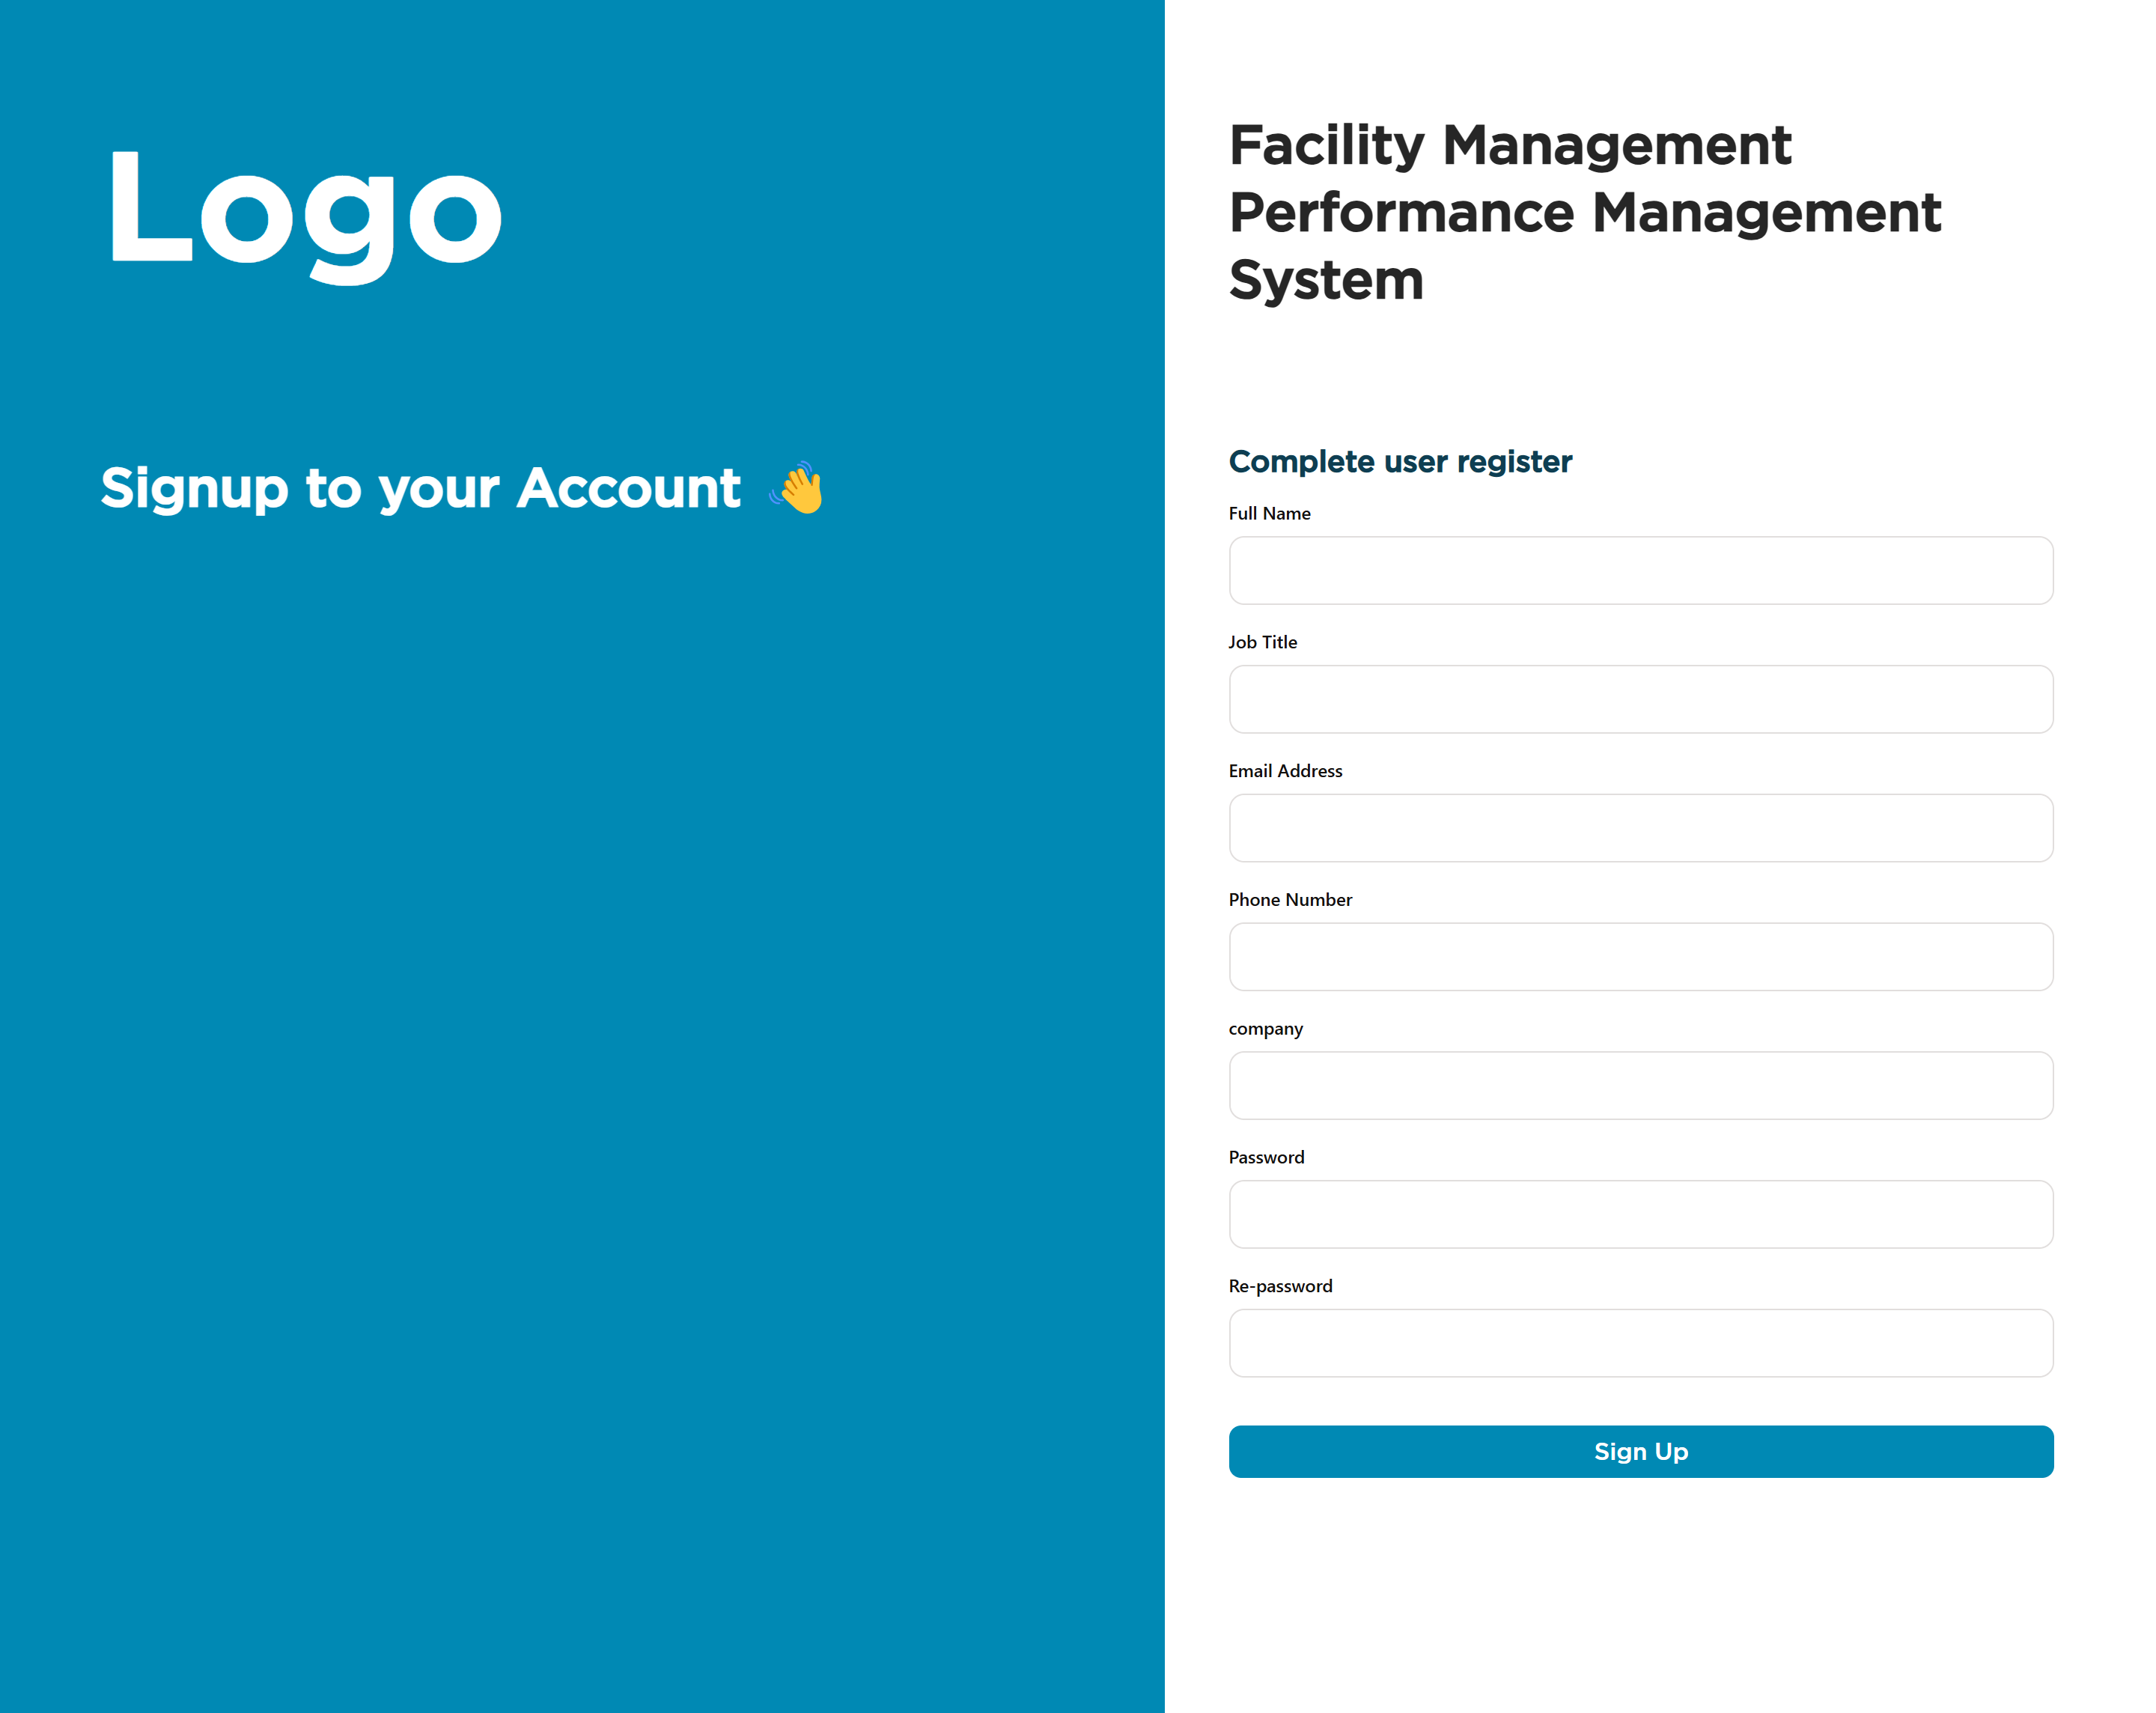 Logo
Signup to your Account 👋
Facility Management
Performance Management
System
Complete user register
Full Name
Job Title
Email Address
Phone Number
company
Password
Re-password
Sign Up